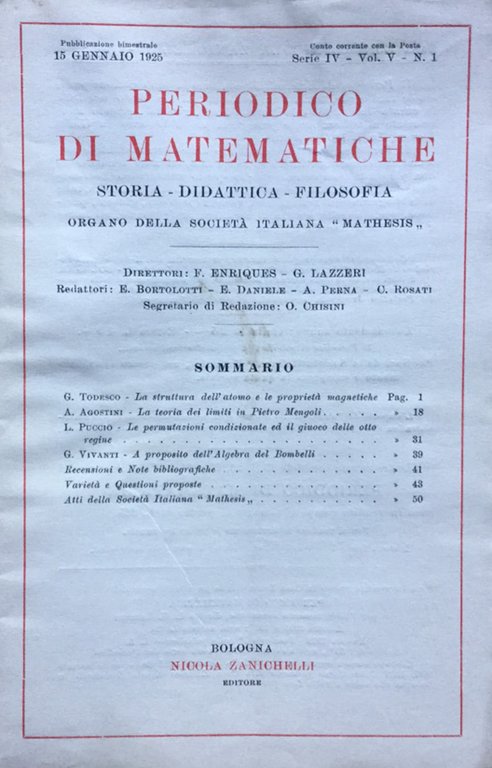 Pubblicazione bimestrale
15 GENNAIO 1925
Conto corrente con la Posta
Serie IV - Vol. V - N. 1
PERIODICO
DI MATEMATICHE
STORIA - DIDATTICA - FILOSOFIA
ORGANO DELLA SOCIETÀ ITALIANA “ MATHESIS „
DIRETTORI: F. ENRIQUES - G. LAZZERI
Redattori: E. BORTOLOTTI - E. DANIELE - A. PERNA - C. ROSATI
Segretario di Redazione: O. CHISINI
SOMMARIO
G. TODESCO - La struttura dell'atomo e le proprietà magnetiche Pag. 1
A. AGOSTINI - La teoria dei limiti in Pietro Mengoli . . . . . » 18
L. PUCCIO - Le permutazioni condizionate ed il giuoco delle otto
regine . . . . . . . . . . . . . . . . . . . . » 31
G. VIVANTI - A proposito dell'Algebra del Bombelli . . . . . » 39
Recensioni e Note bibliografiche . . . . . . . . . . . . » 41
Varietà e Questioni proposte . . . . . . . . . . . . . » 43
Atti della Società Italiana “ Mathesis „ . . . . . . . . . » 50
BOLOGNA
NICOLA ZANICHELLI
EDITORE